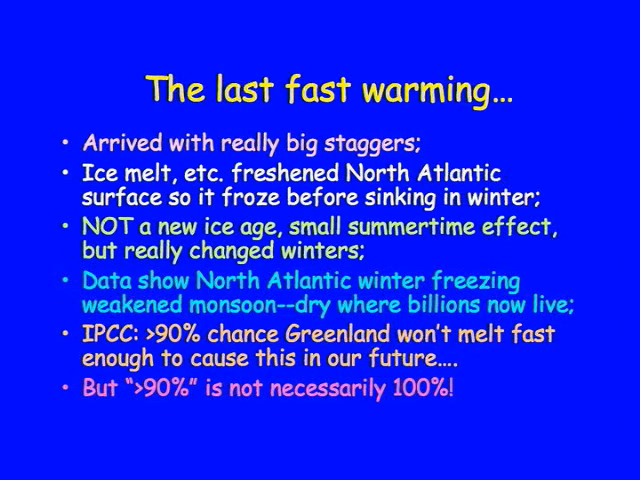 The last fast warming...
• Arrived with really big staggers;
• Ice melt, etc. freshened North Atlantic
surface so it froze before sinking in winter;
• NOT a new ice age, small summertime effect,
but really changed winters;
• Data show North Atlantic winter freezing
weakened monsoon--dry where billions now live;
• IPCC: >90% chance Greenland won't melt fast
enough to cause this in our future....
• But “>90%” is not necessarily 100%!